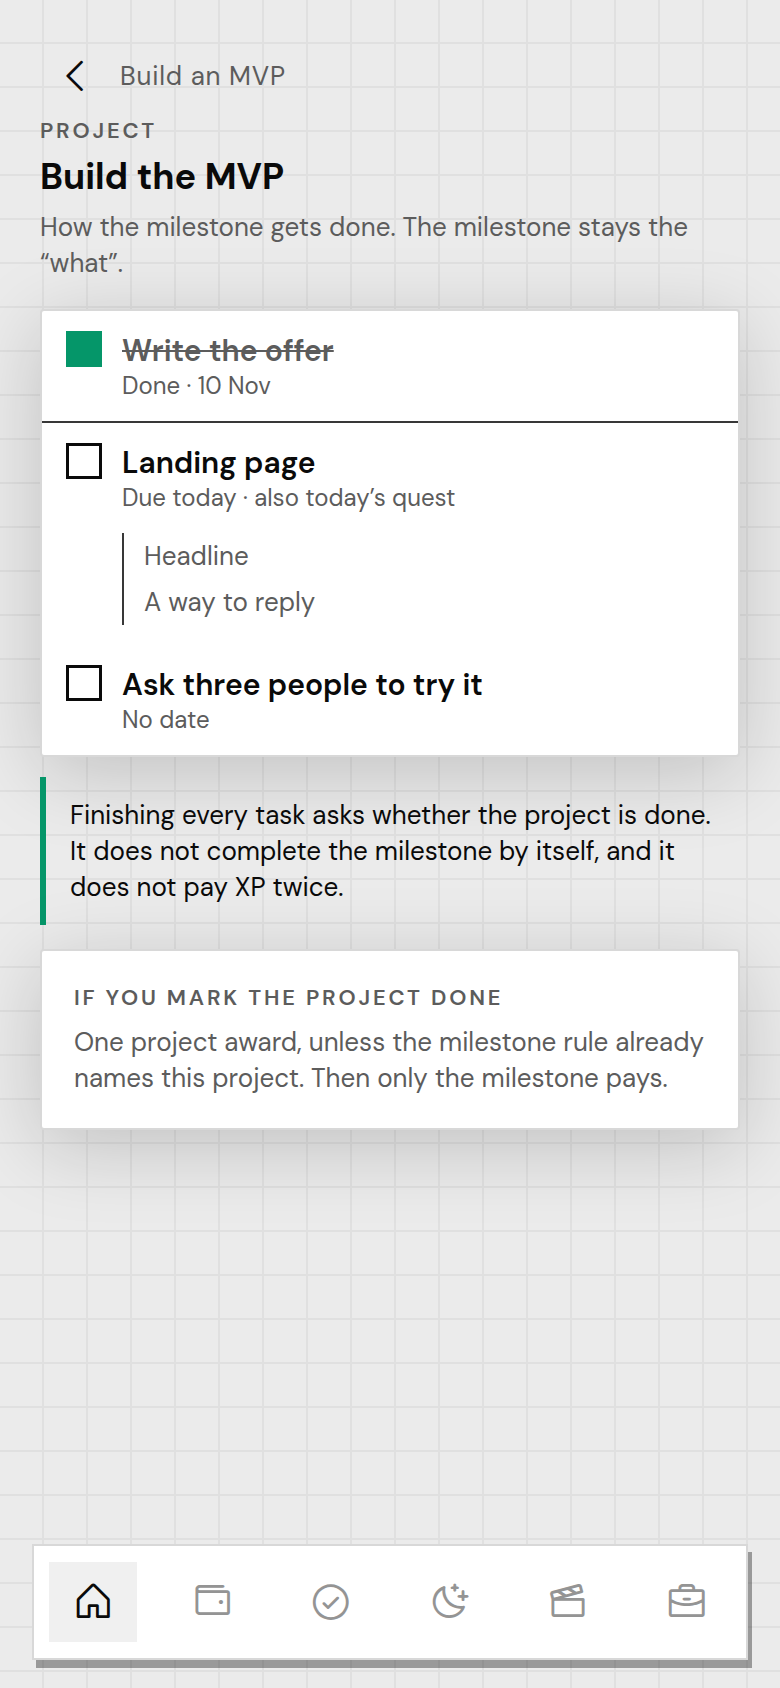 Build an MVP
PROJECT
Build the MVP
How the milestone gets done. The milestone stays the
“what”.
Write the offer
Done · 10 Nov
Landing page
Due today · also today’s quest
Headline
A way to reply
Ask three people to try it
No date
Finishing every task asks whether the project is done.
It does not complete the milestone by itself, and it
does not pay XP twice.
IF YOU MARK THE PROJECT DONE
One project award, unless the milestone rule already
names this project. Then only the milestone pays.